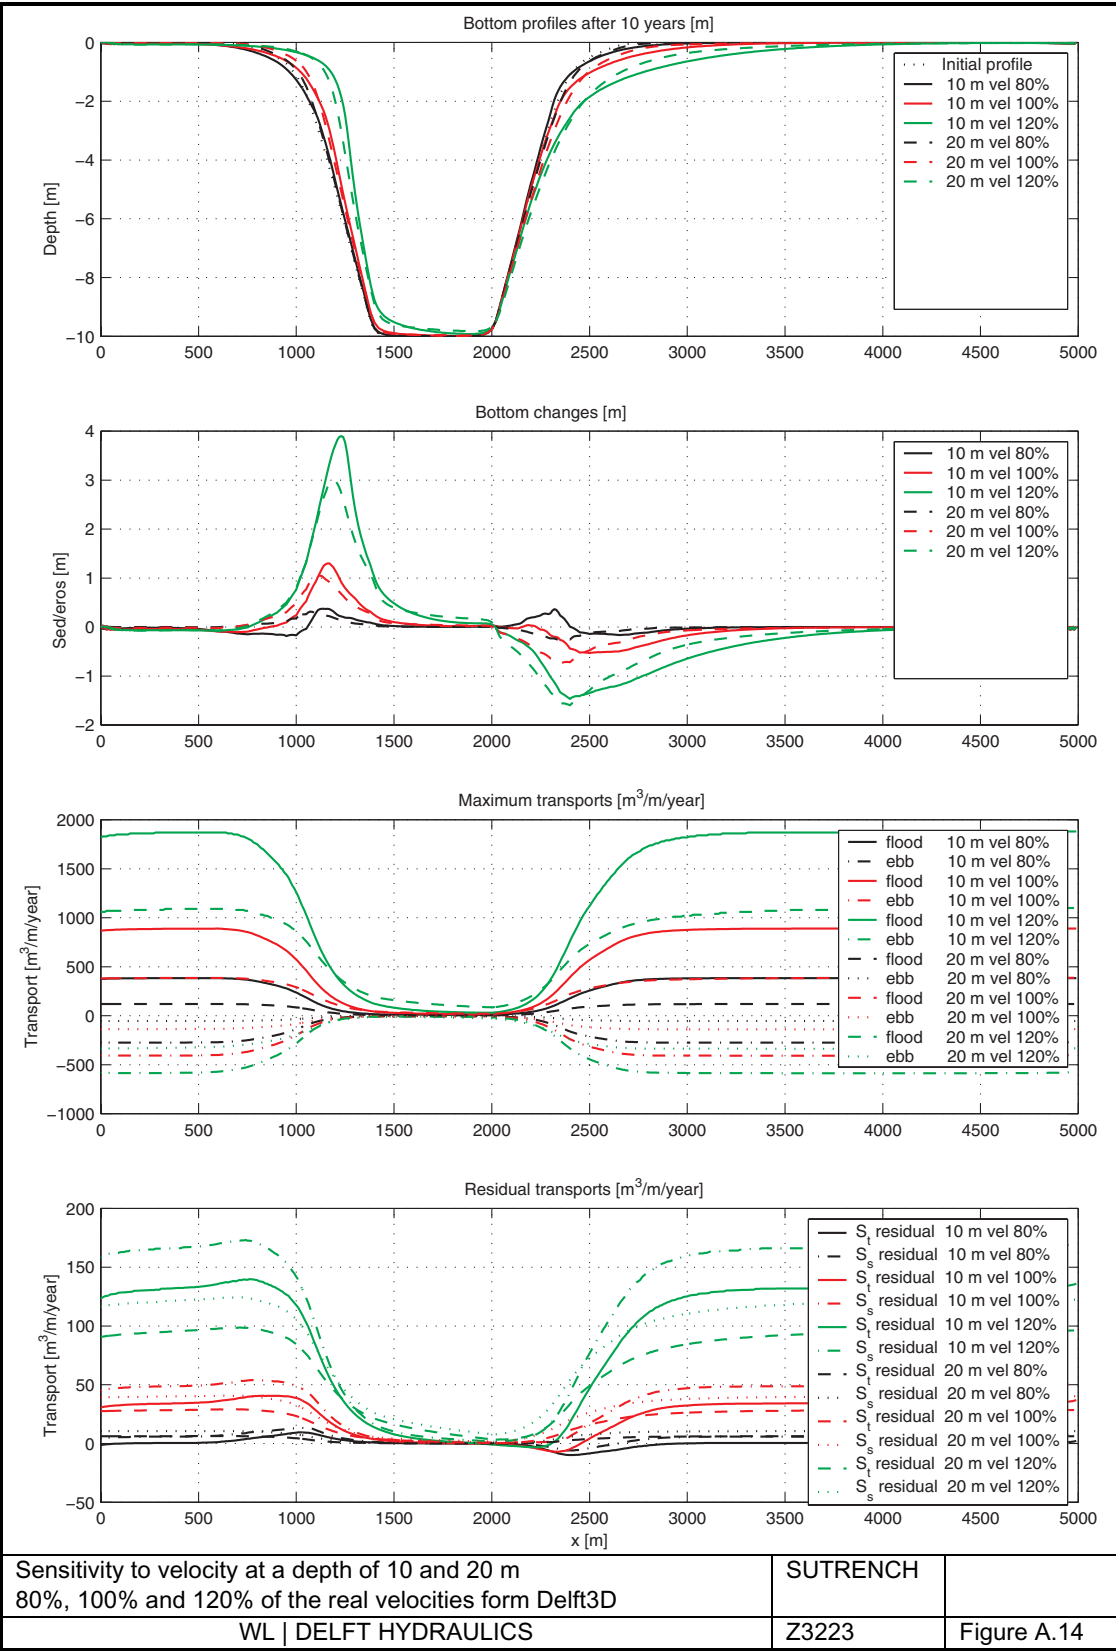 Bottom profiles after 10 years [m]
0
−2
−4
−6
−8
−10
Depth [m]
Initial profile
10 m vel 80%
10 m vel 100%
10 m vel 120%
20 m vel 80%
20 m vel 100%
20 m vel 120%
0 500 1000 1500 2000 2500 3000 3500 4000 4500 5000
Bottom changes [m]
4
3
2
1
0
−1
−2
Sed/eros [m]
10 m vel 80%
10 m vel 100%
10 m vel 120%
20 m vel 80%
20 m vel 100%
20 m vel 120%
0 500 1000 1500 2000 2500 3000 3500 4000 4500 5000
Maximum transports [m³/m/year]
2000
1500
1000
500
0
−500
−1000
Transport [m³/m/year]
flood 10 m vel 80%
ebb 10 m vel 80%
flood 10 m vel 100%
ebb 10 m vel 100%
flood 10 m vel 120%
ebb 10 m vel 120%
flood 20 m vel 80%
ebb 20 m vel 80%
flood 20 m vel 100%
ebb 20 m vel 100%
flood 20 m vel 120%
ebb 20 m vel 120%
0 500 1000 1500 2000 2500 3000 3500 4000 4500 5000
Residual transports [m³/m/year]
200
150
100
50
0
−50
Transport [m³/m/year]
S_t residual 10 m vel 80%
S_s residual 10 m vel 80%
S_t residual 10 m vel 100%
S_s residual 10 m vel 100%
S_t residual 10 m vel 120%
S_s residual 10 m vel 120%
S_t residual 20 m vel 80%
S_s residual 20 m vel 80%
S_t residual 20 m vel 100%
S_s residual 20 m vel 100%
S_t residual 20 m vel 120%
S_s residual 20 m vel 120%
0 500 1000 1500 2000 2500 3000 3500 4000 4500 5000
x [m]
Sensitivity to velocity at a depth of 10 and 20 m
80%, 100% and 120% of the real velocities form Delft3D
SUTRENCH
WL | DELFT HYDRAULICS
Z3223
Figure A.14